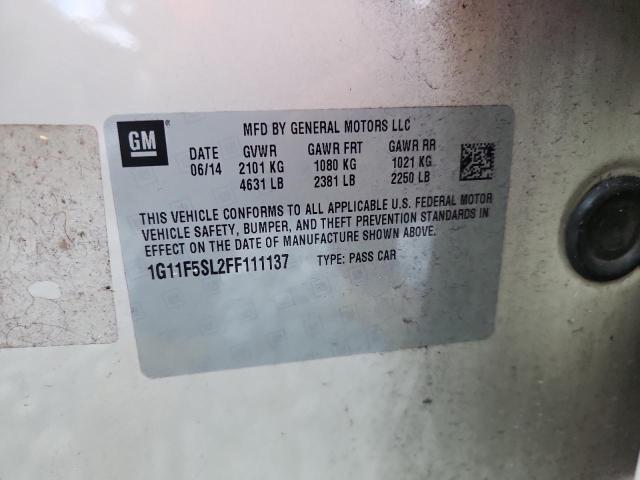 GM
MFD BY GENERAL MOTORS LLC
DATE GVWR GAWR FRT GAWR RR
06/14 2101 KG 1080 KG 1021 KG
4631 LB 2381 LB 2250 LB
THIS VEHICLE CONFORMS TO ALL APPLICABLE U.S. FEDERAL MOTOR
VEHICLE SAFETY, BUMPER, AND THEFT PREVENTION STANDARDS IN
EFFECT ON THE DATE OF MANUFACTURE SHOWN ABOVE.
1G11F5SL2FF111137 TYPE: PASS CAR